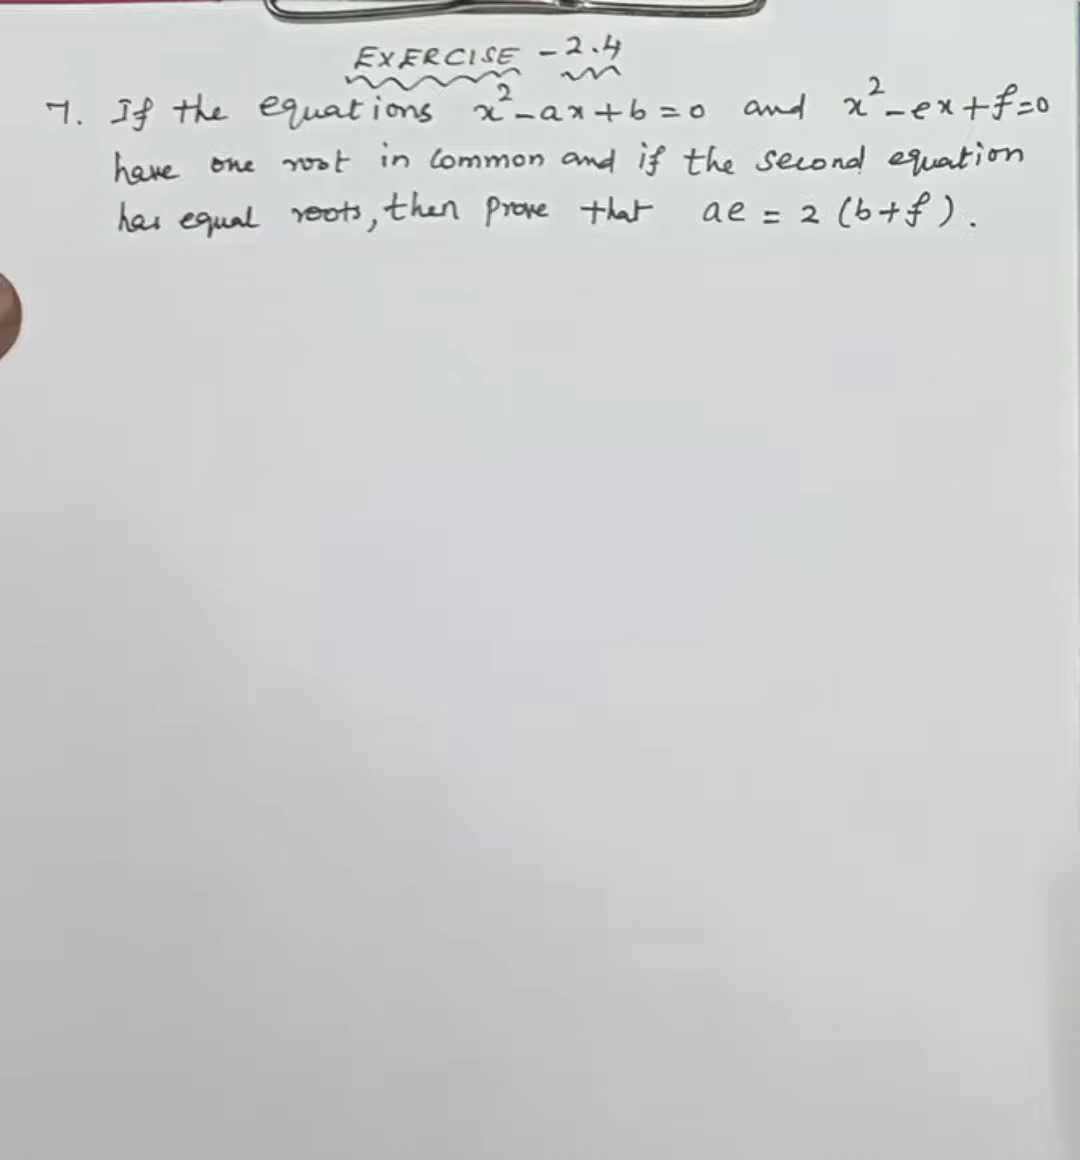 EXERCISE - 2.4
7. If the equations x²-ax+b=0 and x²-ex+f=0
have one root in common and if the second equation
has equal roots, then prove that ae = 2 (b+f).